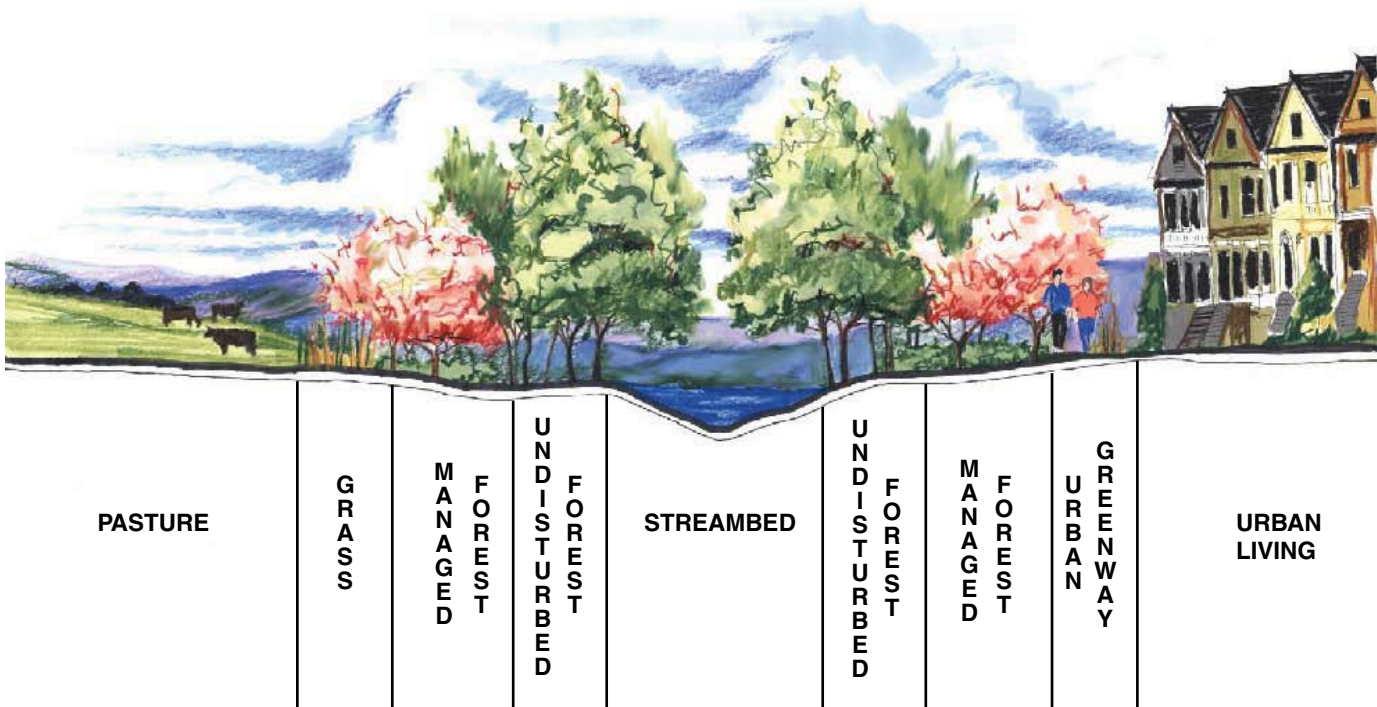 PASTURE
GRASS
MANAGED
FOREST
UNDISTURBED
FOREST
STREAMBED
UNDISTURBED
FOREST
MANAGED
FOREST
URBAN
GREENWAY
URBAN
LIVING